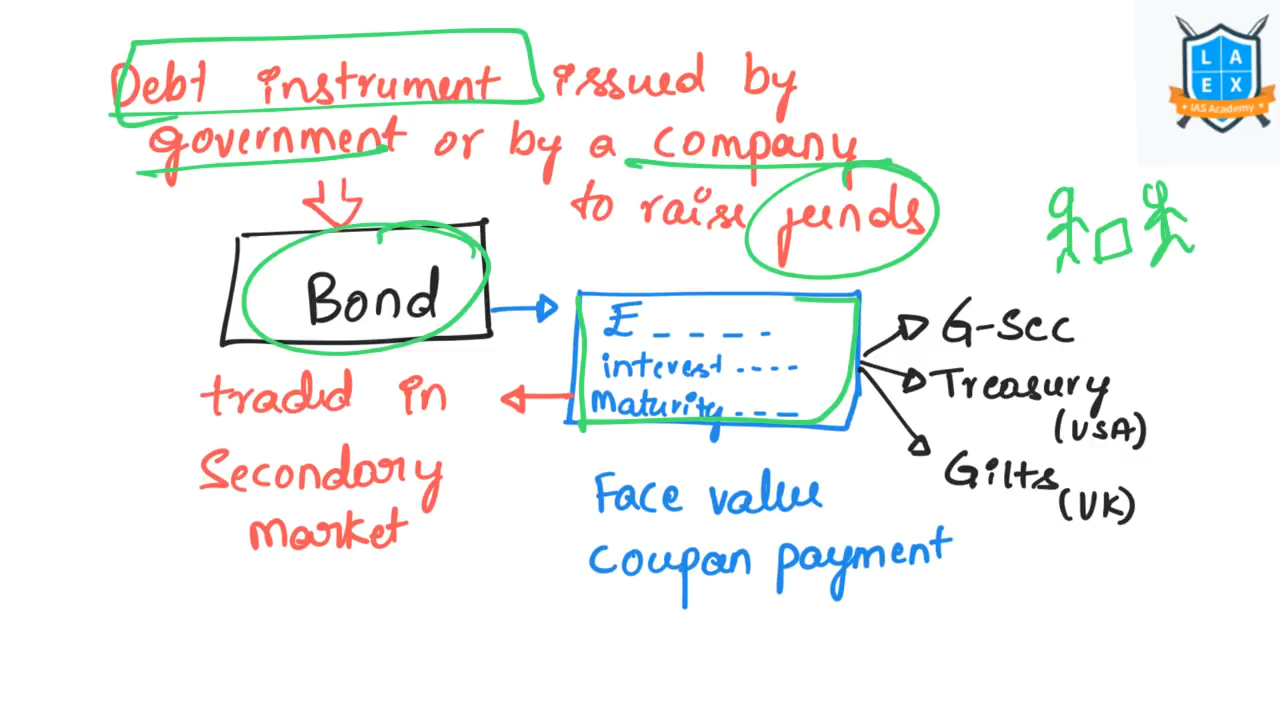 Debt instrument issued by
government or by a company
to raise funds
Bond
£ _ _ _ _
interest ....
Maturity _ _ _
G-Sec
Treasury
(USA)
Gilts
(UK)
traded in
Secondary
market
Face value
coupon payment
L A
E X
IAS Academy